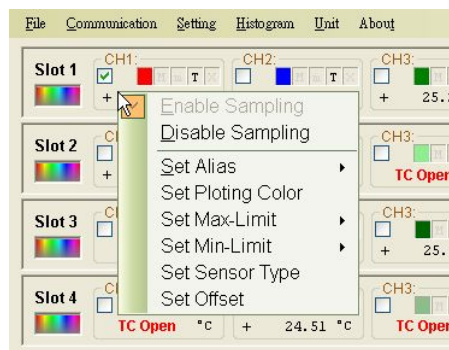 File Communication Setting Histogram Unit About
CH1: CH2: CH3:
Slot 1 M m T M T
+ + 25.
Enable Sampling
Disable Sampling
Slot 2
+ TC Open
Set Alias
Set Ploting Color
Set Max-Limit
CH3:
Slot 3
Set Min-Limit
+ 25.
Set Sensor Type
Set Offset
CH3:
Slot 4
TC Open °C + 24.51 °C TC Open